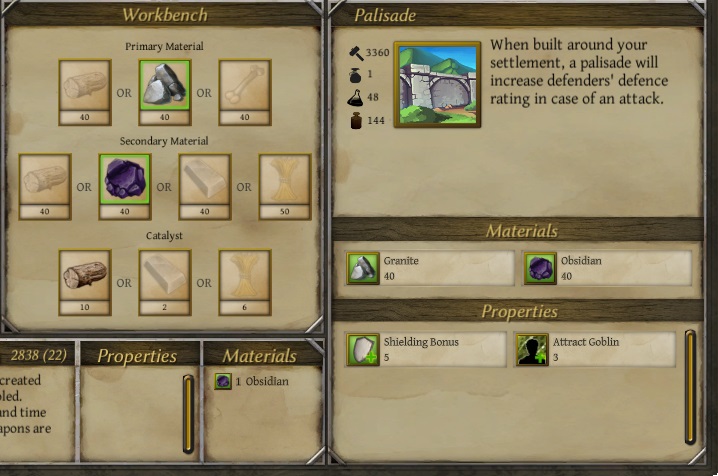 Workbench
Primary Material
OR
OR
40
40
40
Secondary Material
OR
OR
OR
40
40
40
50
Catalyst
OR
OR
10
2
6
2838 (22)
created
led.
und time
apons are
Properties
Materials
1 Obsidian
Palisade
3360
1
48
144
When built around your
settlement, a palisade will
increase defenders' defence
rating in case of an attack.
Materials
Granite
40
Obsidian
40
Properties
Shielding Bonus
5
Attract Goblin
3